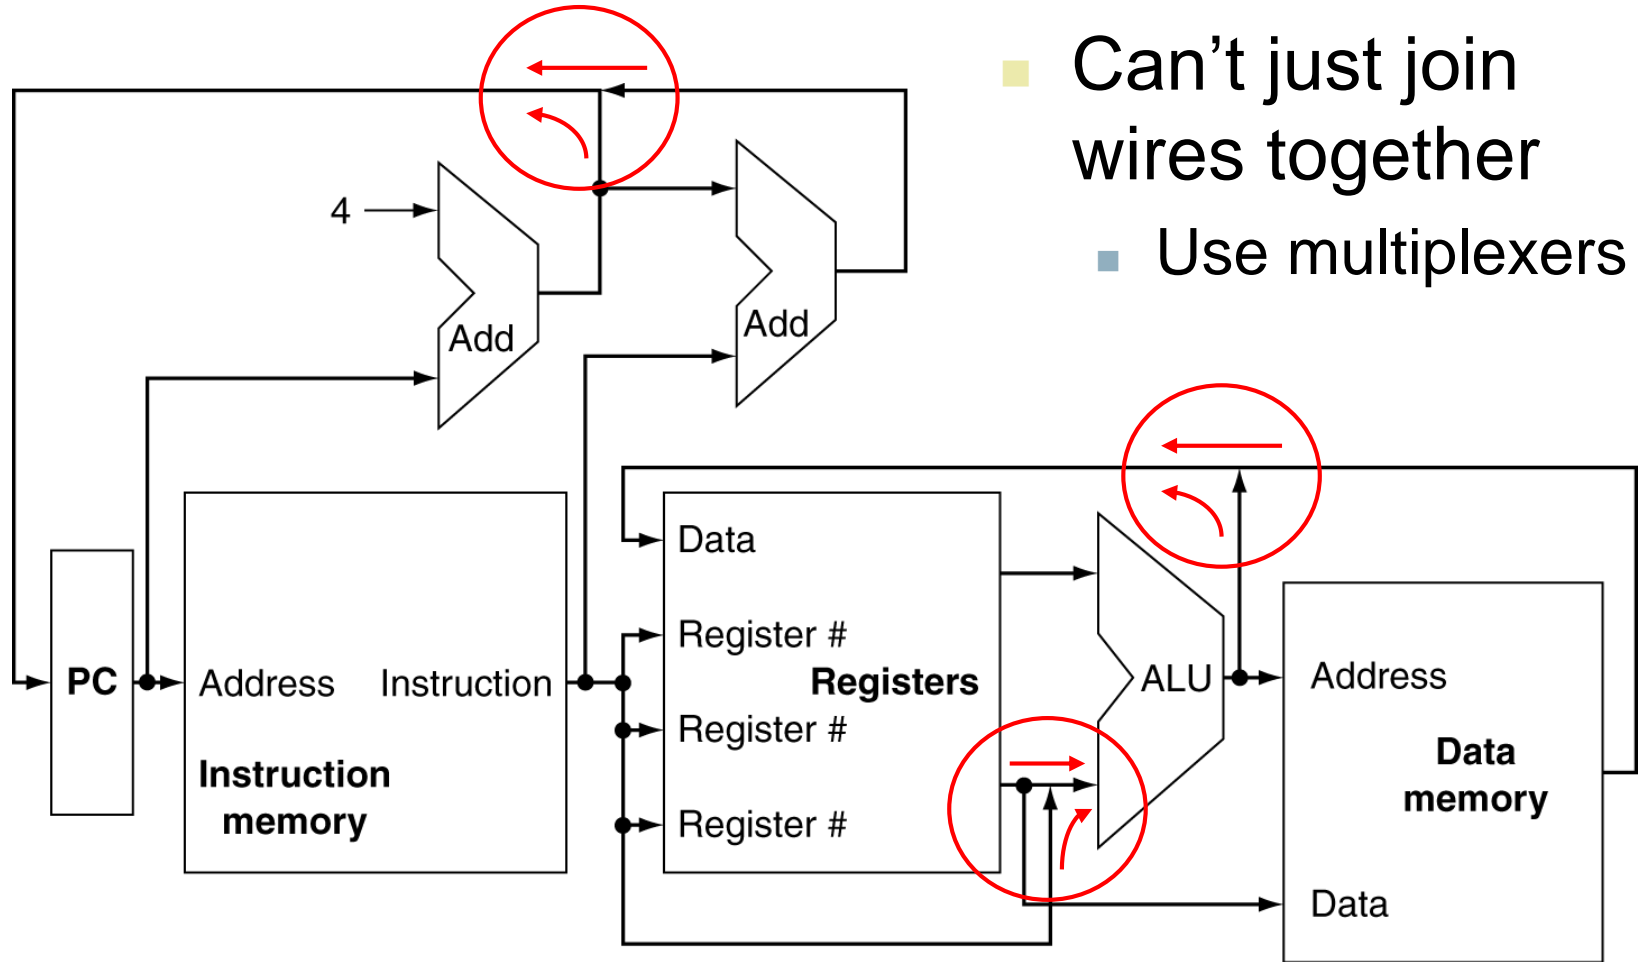 Can’t just join
wires together
Use multiplexers
4
Add
Add
PC
Address
Instruction
Instruction
memory
Data
Register #
Registers
Register #
Register #
ALU
Address
Data
memory
Data